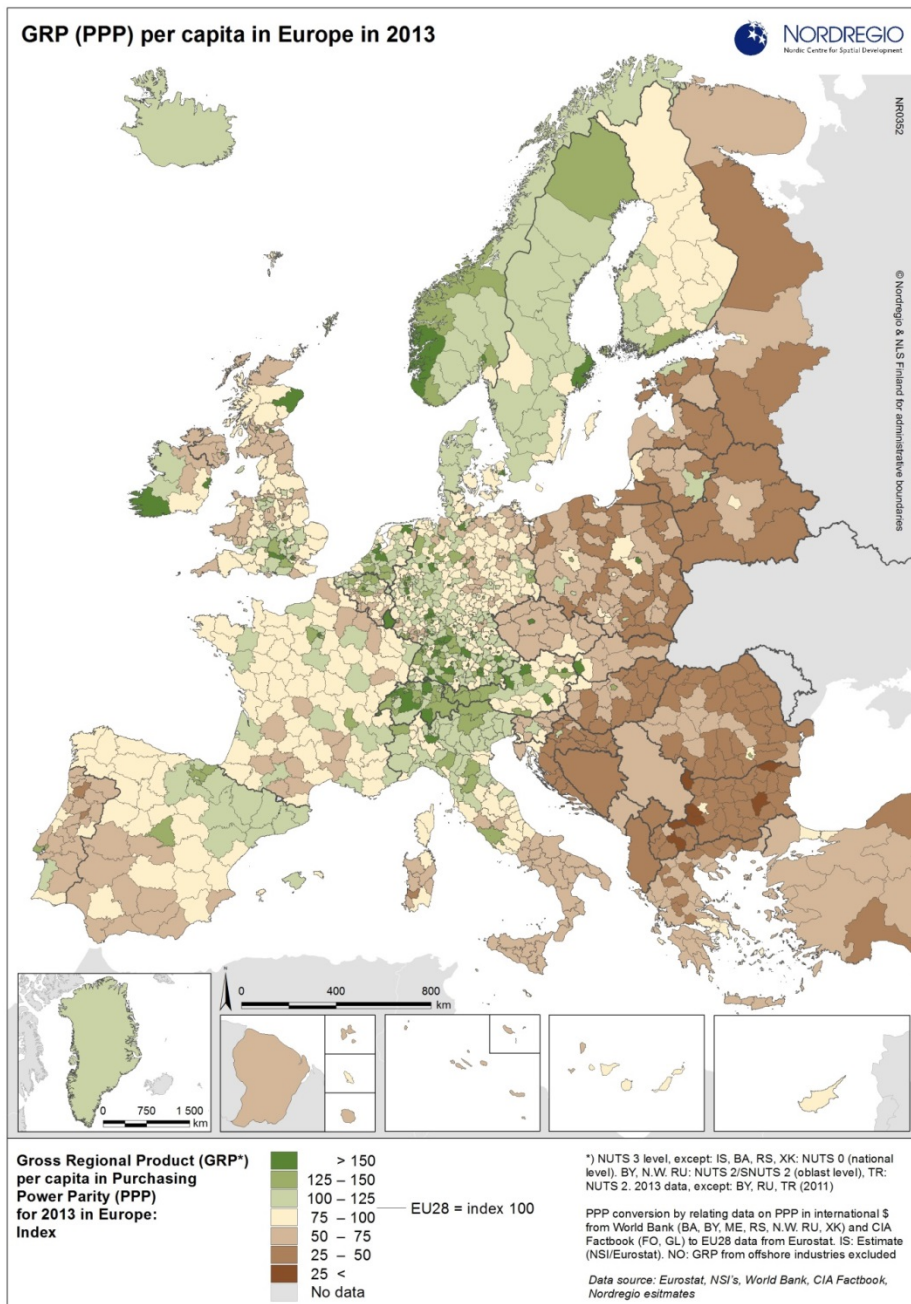 GRP (PPP) per capita in Europe in 2013
NORDREGIO
Nordic Centre for Spatial Development
NR0352
© Nordregio & NLS Finland for administrative boundaries
0 400 800
km
0 750 1 500
km
Gross Regional Product (GRP*)
per capita in Purchasing
Power Parity (PPP)
for 2013 in Europe:
Index
> 150
125 – 150
100 – 125
75 – 100
50 – 75
25 – 50
25 <
No data
EU28 = index 100
*) NUTS 3 level, except: IS, BA, RS, XK: NUTS 0 (national
level). BY, N.W. RU: NUTS 2/SNUTS 2 (oblast level), TR:
NUTS 2. 2013 data, except: BY, RU, TR (2011)
PPP conversion by relating data on PPP in international $
from World Bank (BA, BY, ME, RS, N.W. RU, XK) and CIA
Factbook (FO, GL) to EU28 data from Eurostat. IS: Estimate
(NSI/Eurostat). NO: GRP from offshore industries excluded
Data source: Eurostat, NSI's, World Bank, CIA Factbook,
Nordregio esitmates